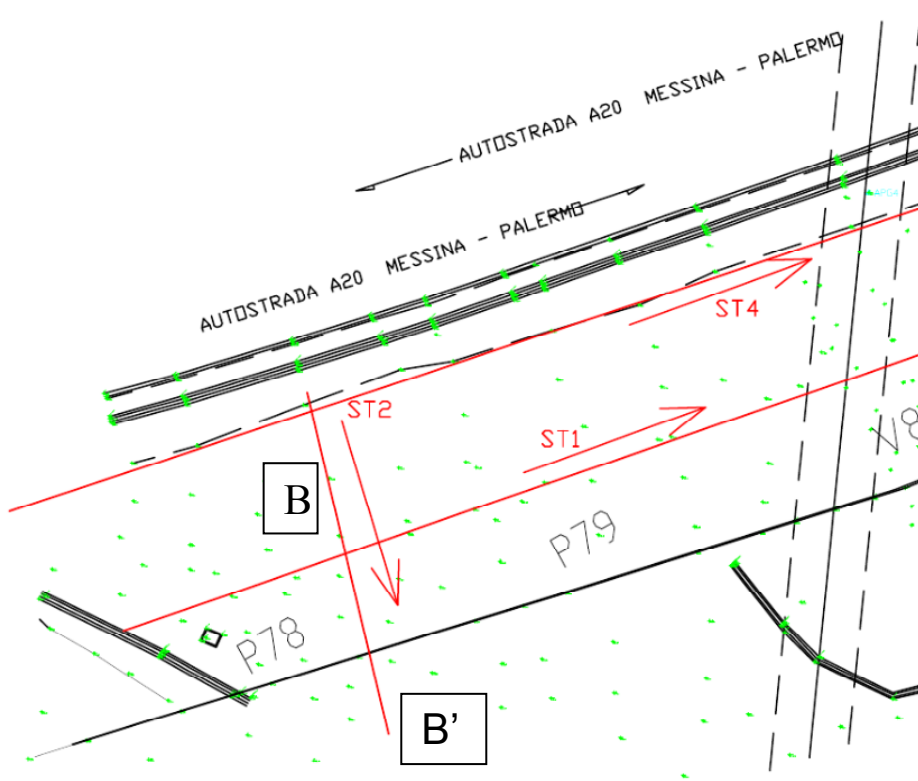 AUTOSTRADA A20 MESSINA - PALERMO
AUTOSTRADA A20 MESSINA - PALERMO
ST4
ST2
ST1
B
P79
P78
B’